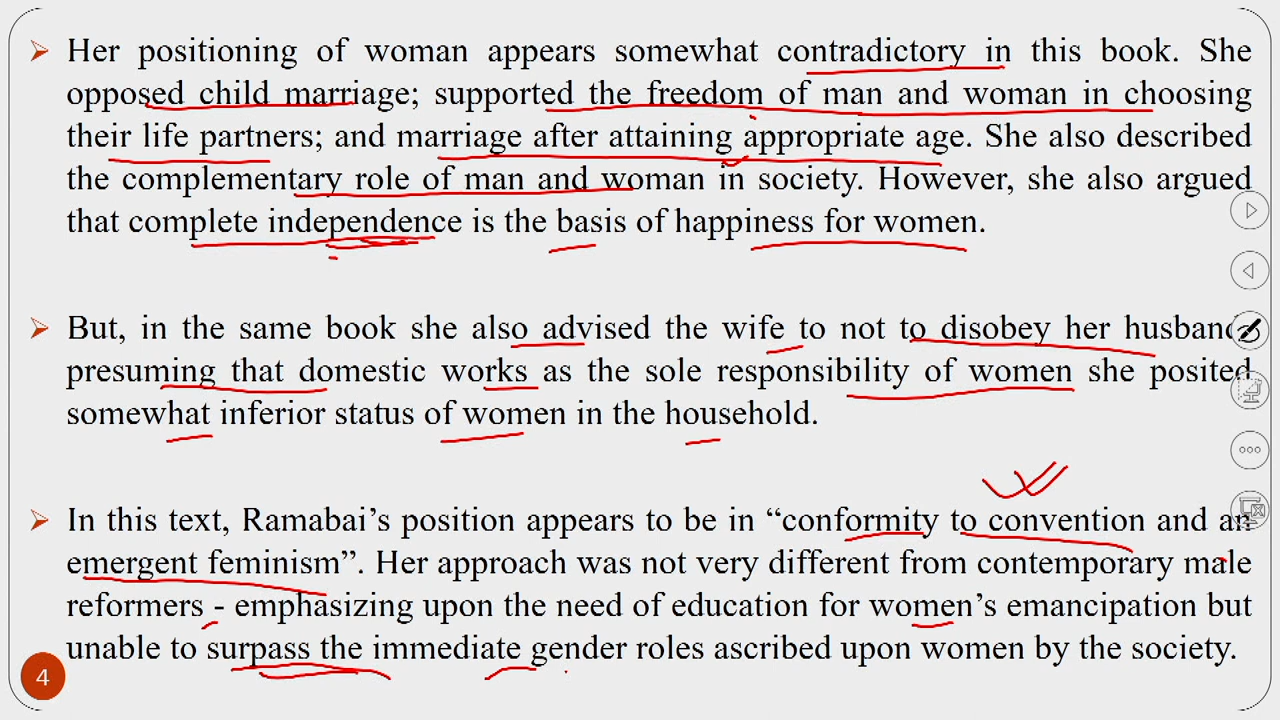 Her positioning of woman appears somewhat contradictory in this book. She
opposed child marriage; supported the freedom of man and woman in choosing
their life partners; and marriage after attaining appropriate age. She also described
the complementary role of man and woman in society. However, she also argued
that complete independence is the basis of happiness for women.
But, in the same book she also advised the wife to not to disobey her husband
presuming that domestic works as the sole responsibility of women she posited
somewhat inferior status of women in the household.
In this text, Ramabai's position appears to be in “conformity to convention and an
emergent feminism”. Her approach was not very different from contemporary male
reformers - emphasizing upon the need of education for women's emancipation but
unable to surpass the immediate gender roles ascribed upon women by the society.
4